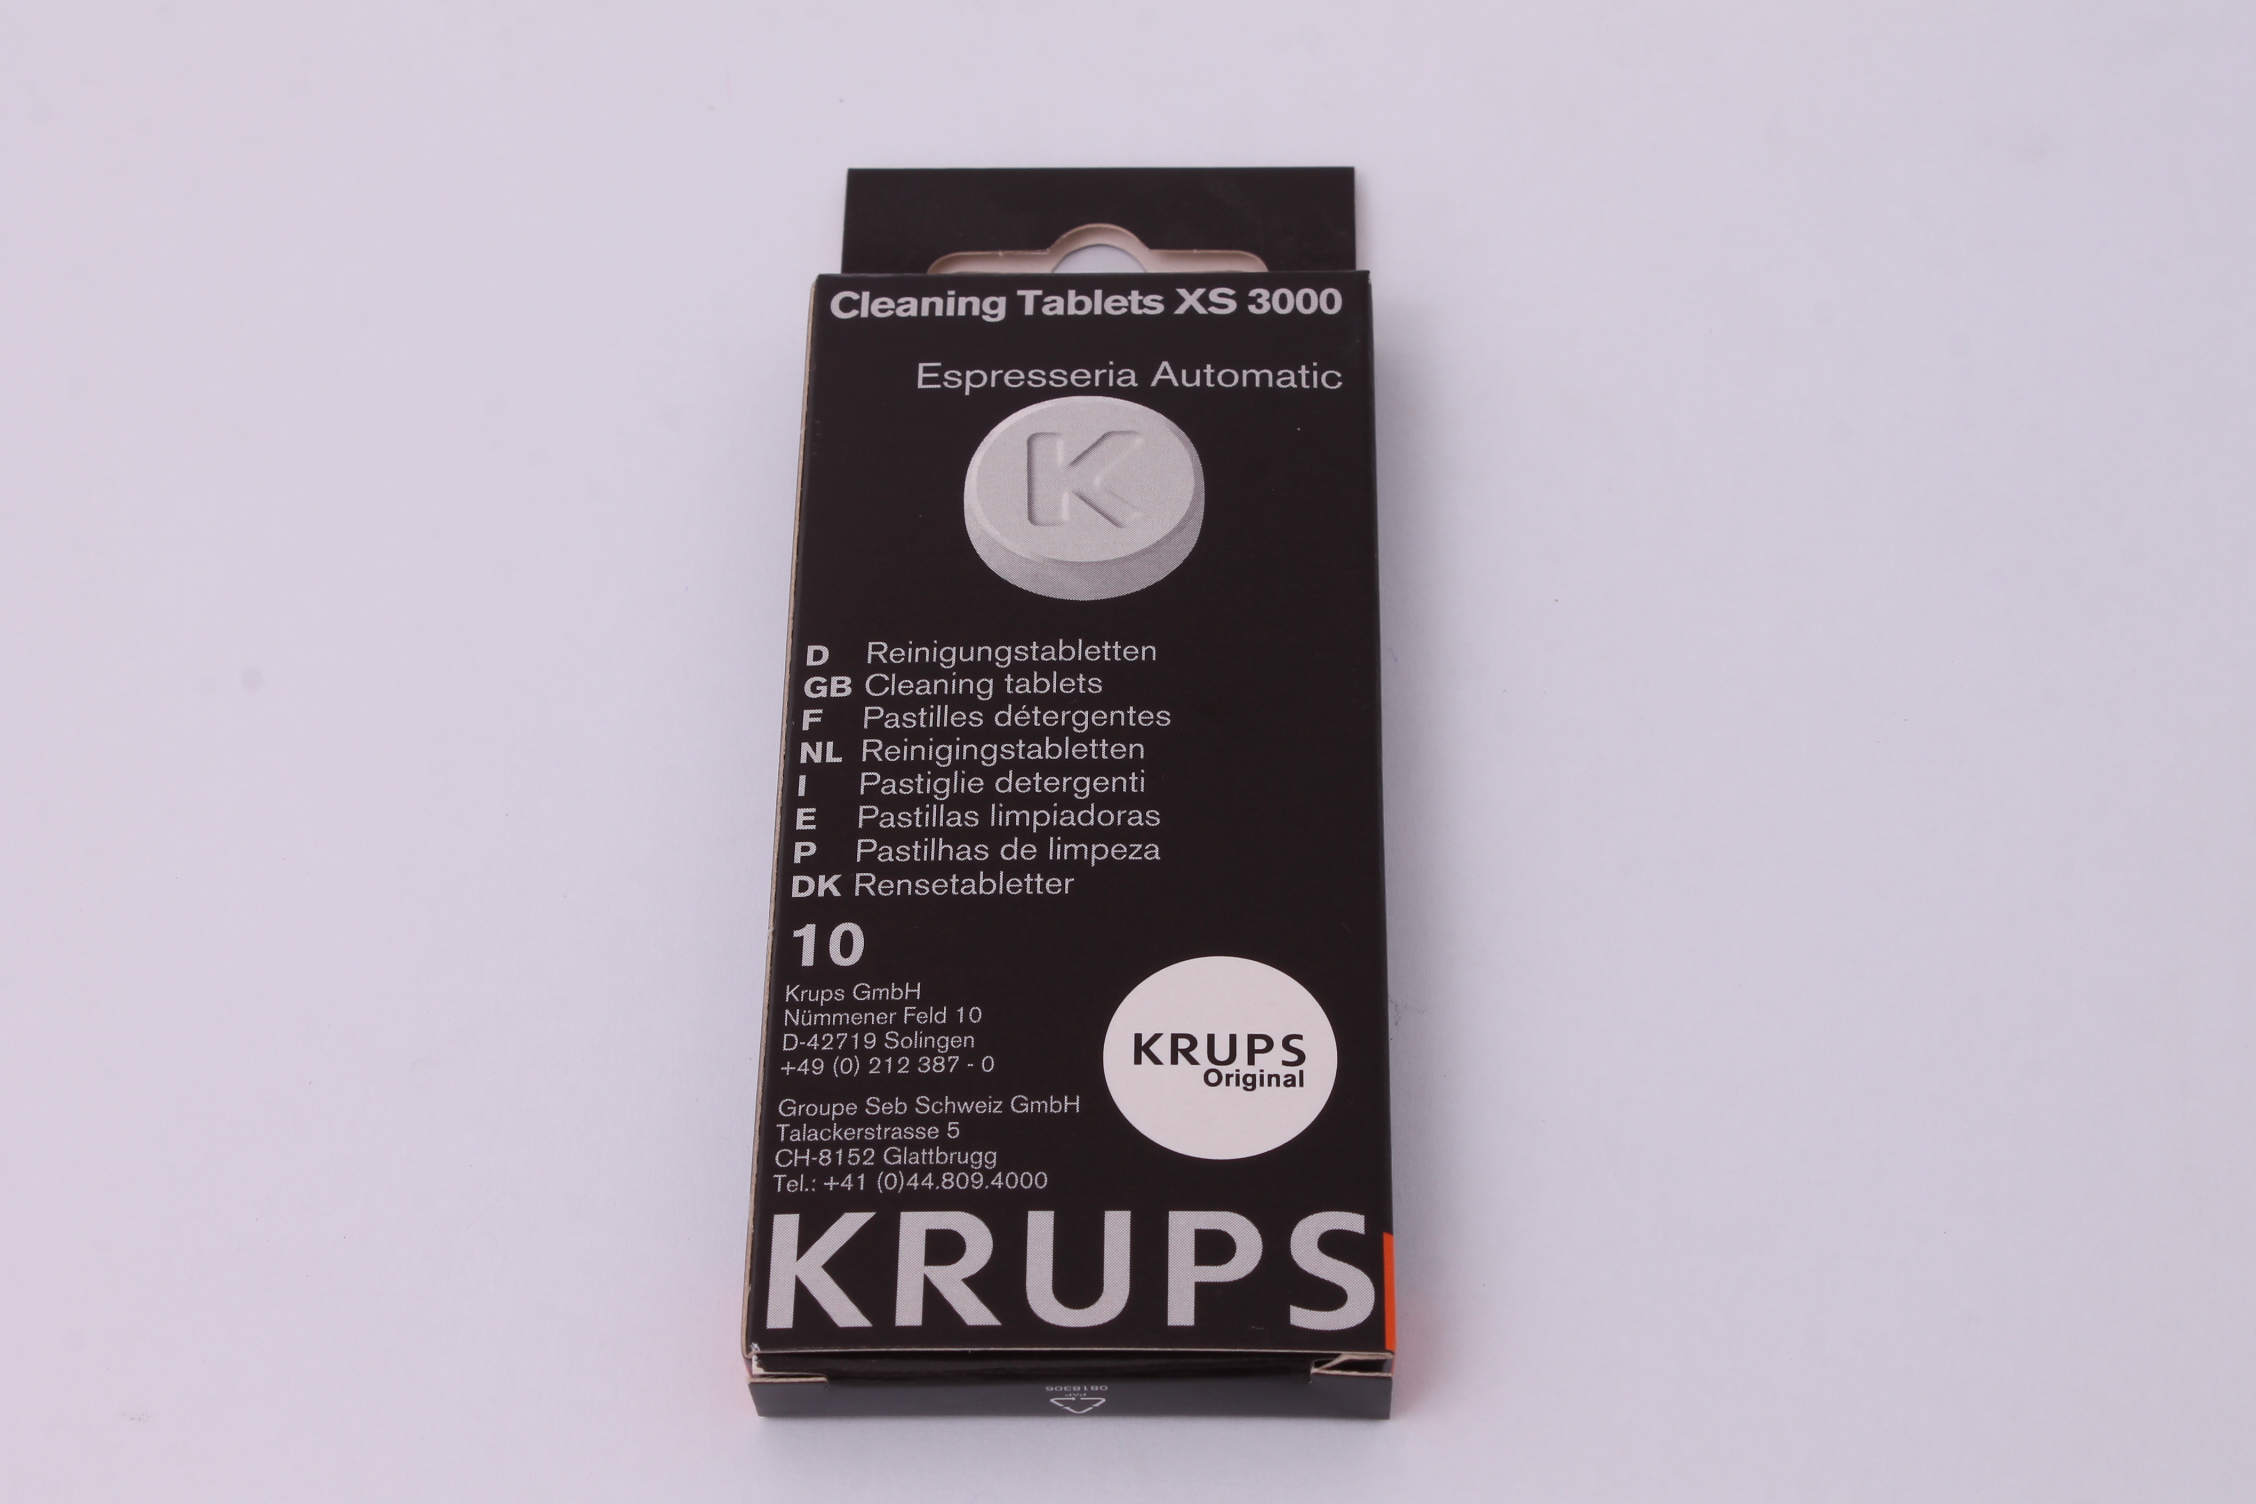 Cleaning Tablets XS 3000
Espresseria Automatic
K
D Reinigungstabletten
GB Cleaning tablets
F Pastilles détergentes
NL Reinigingstabletten
I Pastiglie detergenti
E Pastillas limpiadoras
P Pastilhas de limpeza
DK Rensetabletter
10
Krups GmbH
Nümmener Feld 10
D-42719 Solingen
+49 (0) 212 387 - 0
KRUPS
Original
Groupe Seb Schweiz GmbH
Talackerstrasse 5
CH-8152 Glattbrugg
Tel.: +41 (0)44.809.4000
KRUPS
PAP
0818306